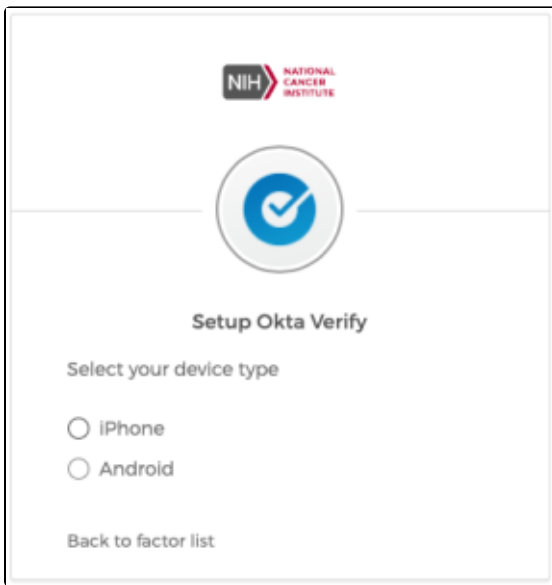 NIH NATIONAL
CANCER
INSTITUTE
Setup Okta Verify
Select your device type
iPhone
Android
Back to factor list